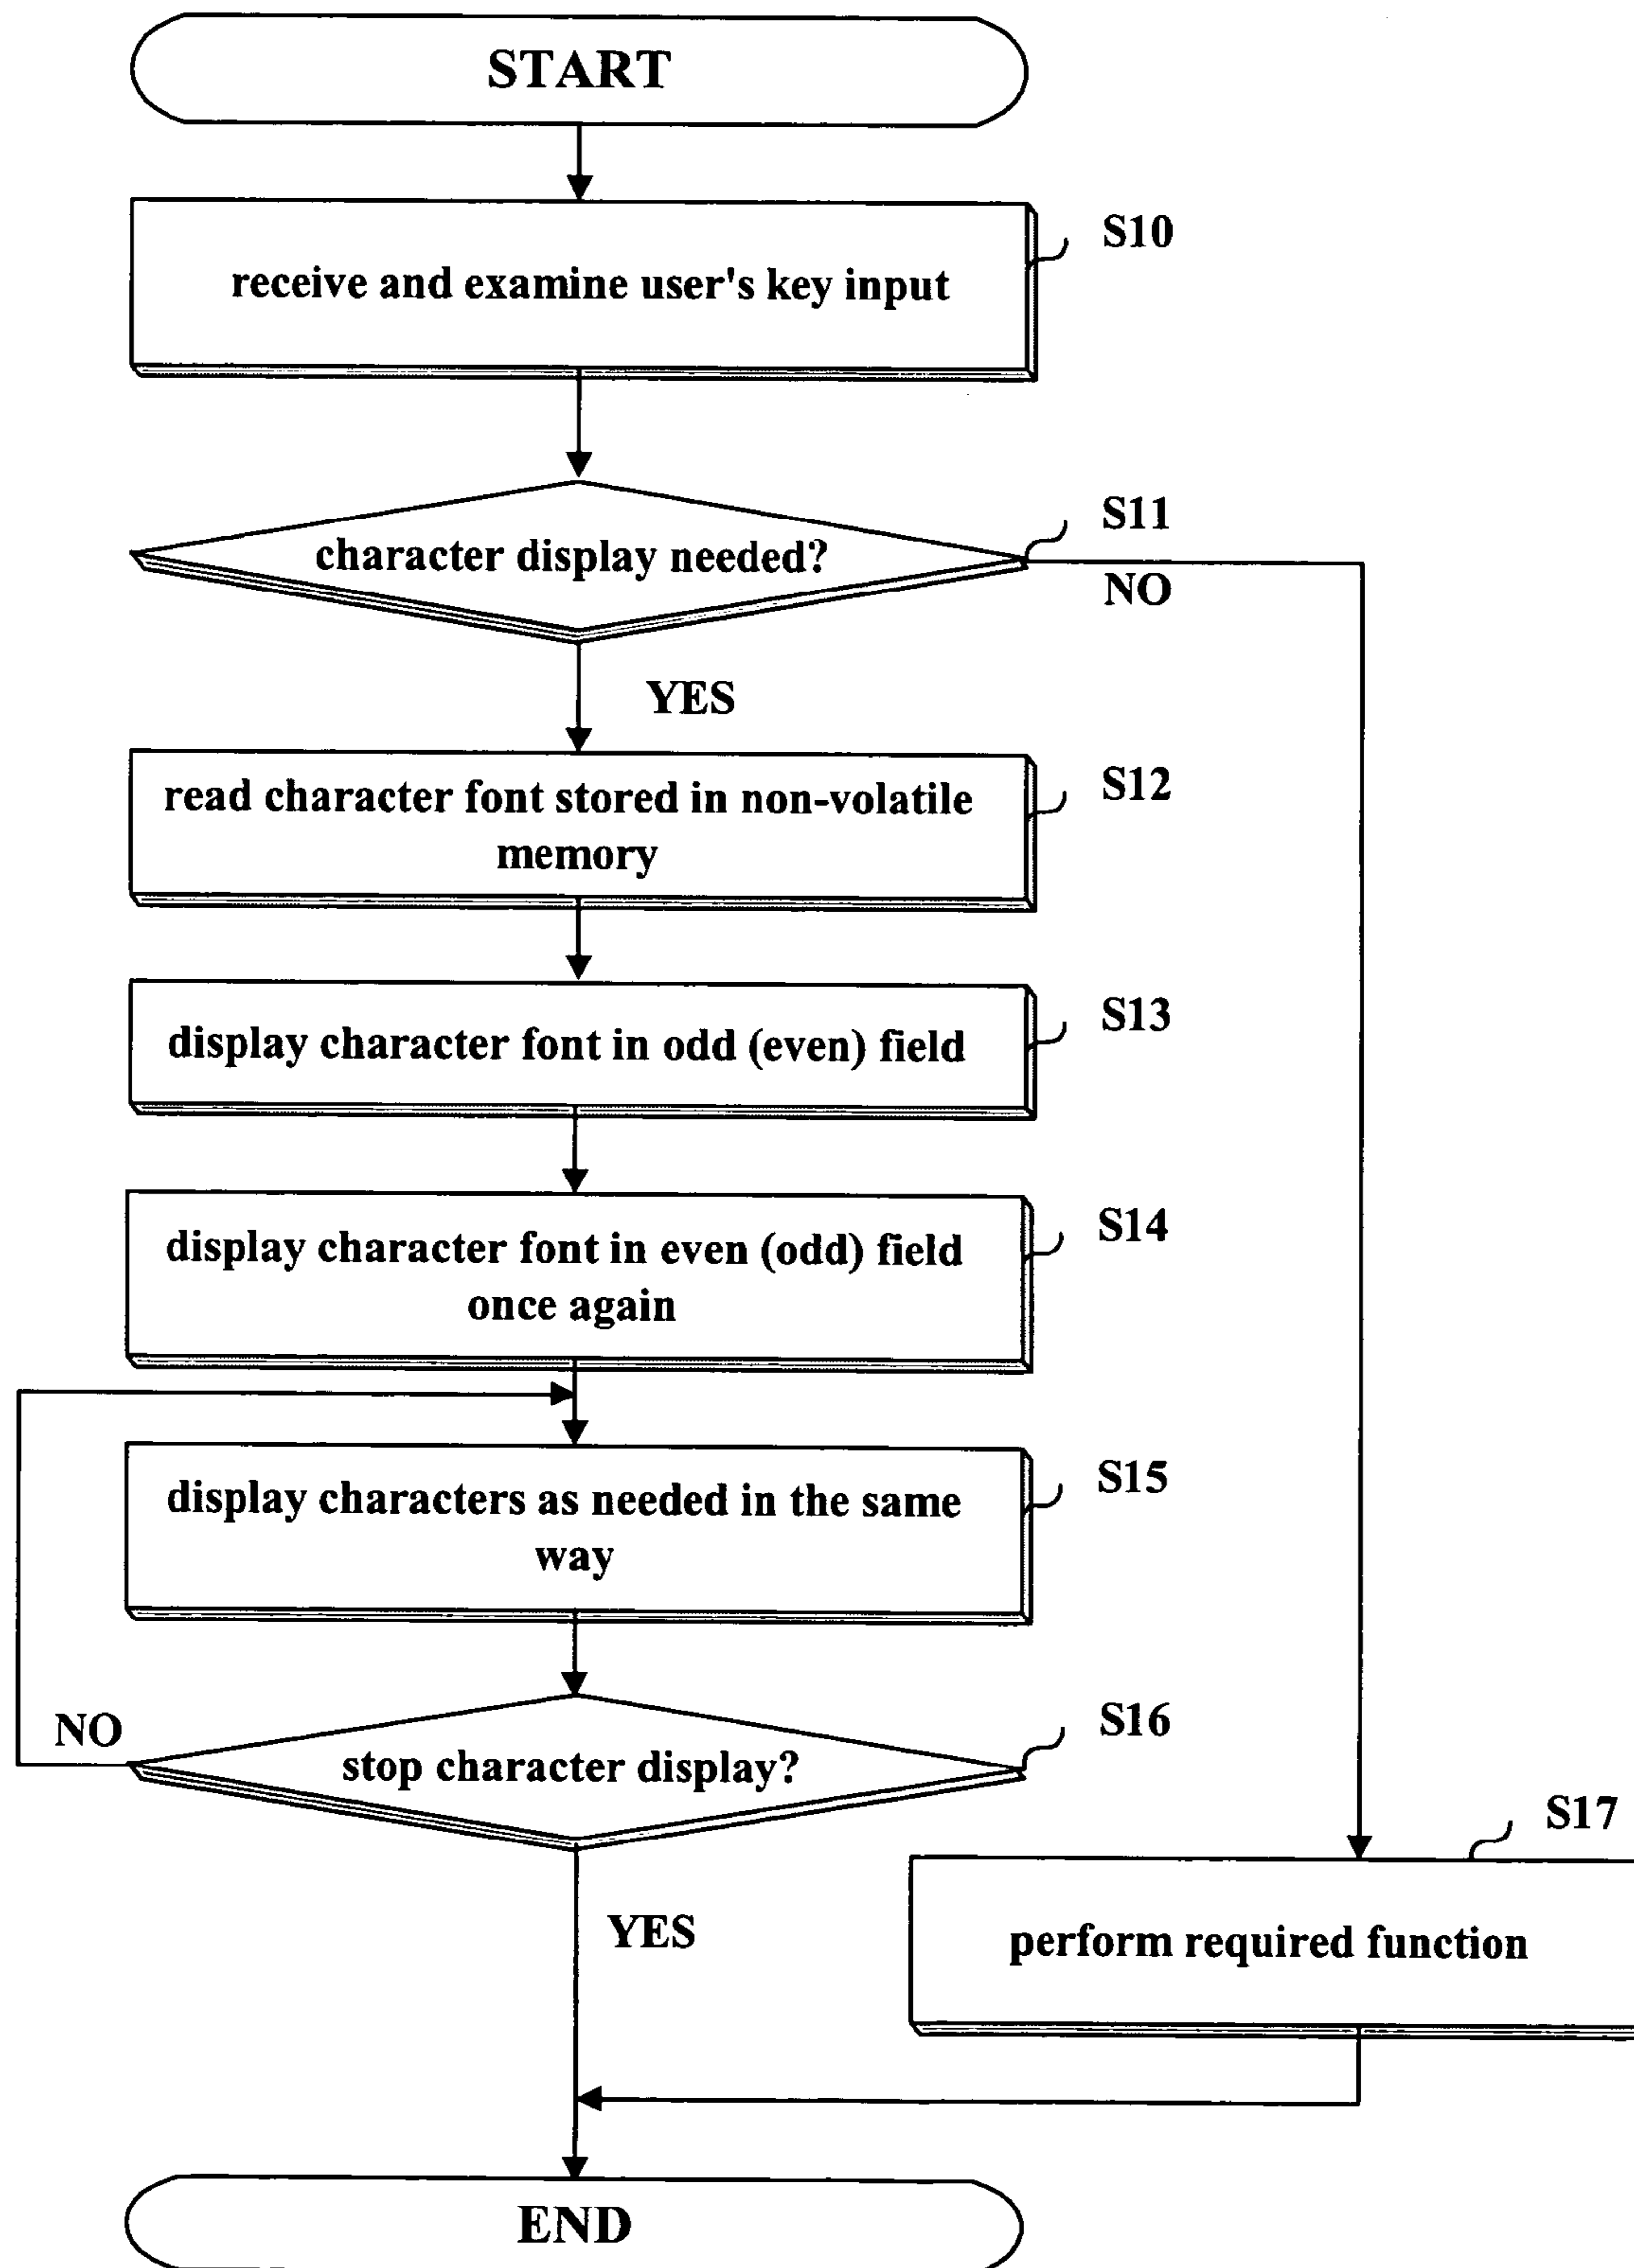 START
receive and examine user's key input
S10
character display needed?
S11
NO
YES
read character font stored in non-volatile
memory
S12
display character font in odd (even) field
S13
display character font in even (odd) field
once again
S14
display characters as needed in the same
way
S15
NO
stop character display?
S16
YES
S17
perform required function
END